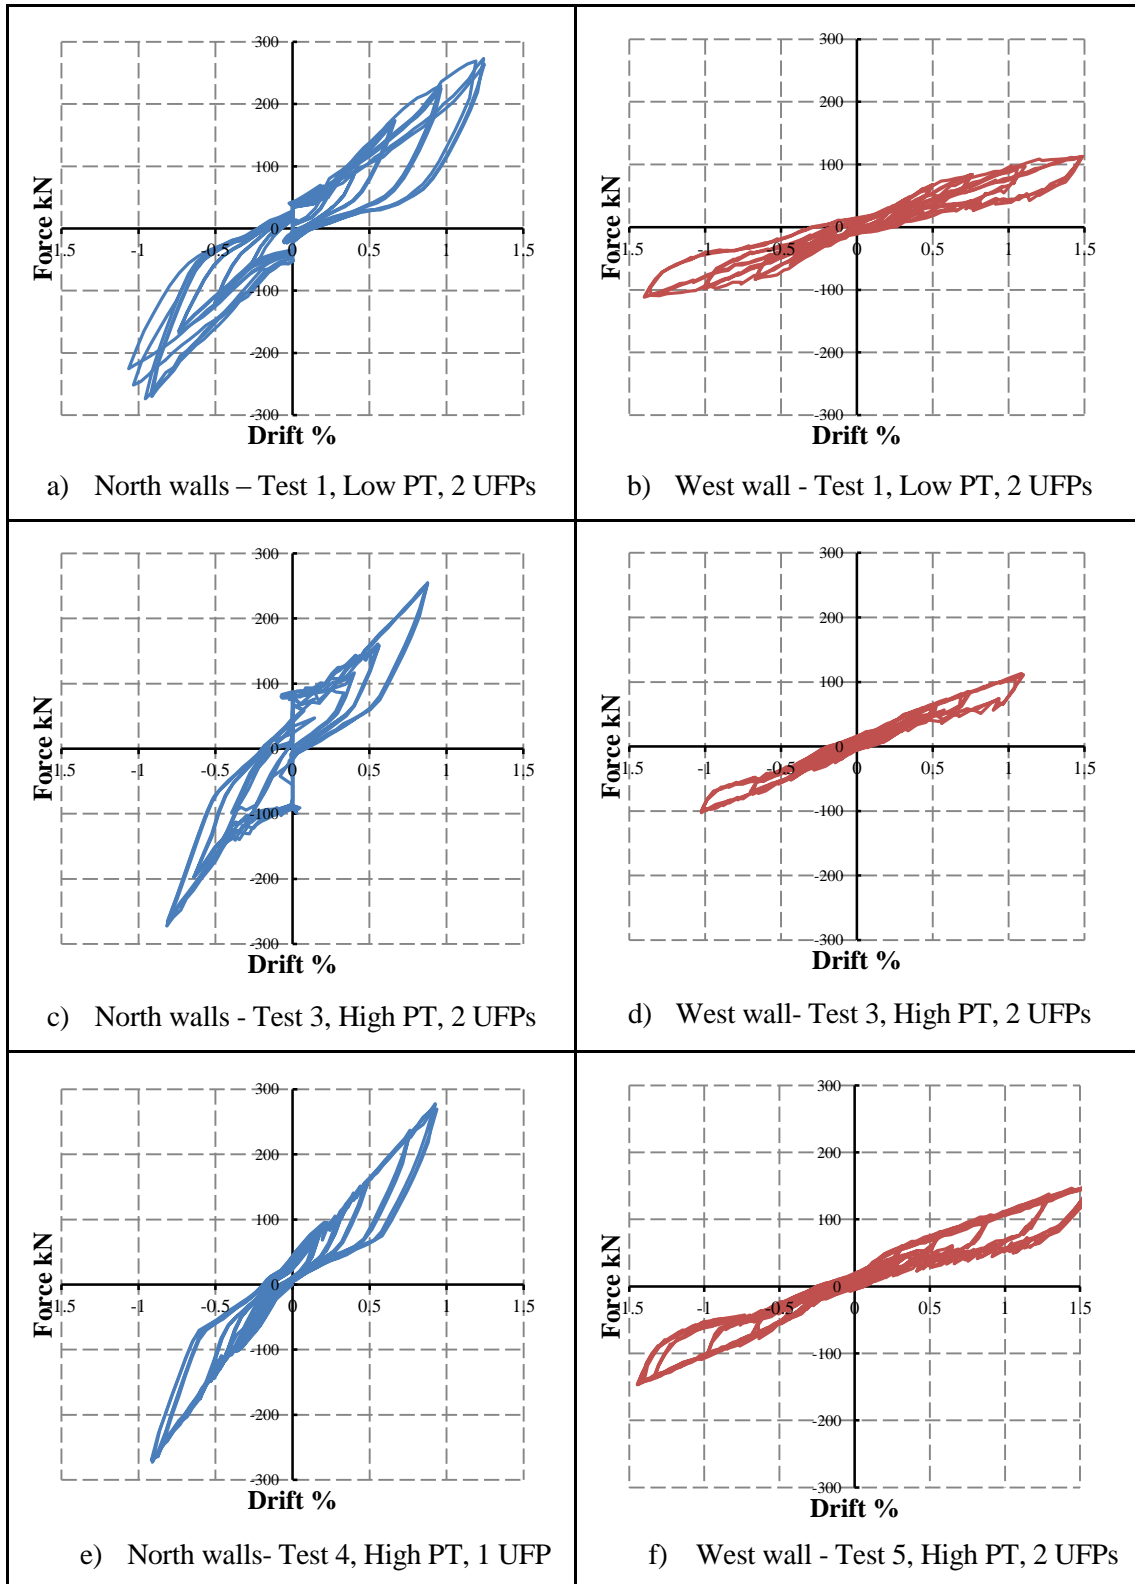 300
200
100
1.5 -1 -0.5 0 0.5 1 1.5
-100
-200
-300
Force kN
Drift %
a) North walls – Test 1, Low PT, 2 UFPs
300
200
100
1.5 -1 -0.5 0 0.5 1 1.5
-100
-200
-300
Force kN
Drift %
b) West wall - Test 1, Low PT, 2 UFPs
300
200
100
1.5 -1 -0.5 0 0.5 1 1.5
-100
-200
-300
Force kN
Drift %
c) North walls - Test 3, High PT, 2 UFPs
300
200
100
1.5 -1 -0.5 0 0.5 1 1.5
-100
-200
-300
Force kN
Drift %
d) West wall- Test 3, High PT, 2 UFPs
300
200
100
1.5 -1 -0.5 0 0.5 1 1.5
-100
-200
-300
Force kN
Drift %
e) North walls- Test 4, High PT, 1 UFP
300
200
100
1.5 -1 -0.5 0 0.5 1 1.5
-100
-200
-300
Force kN
Drift %
f) West wall - Test 5, High PT, 2 UFPs